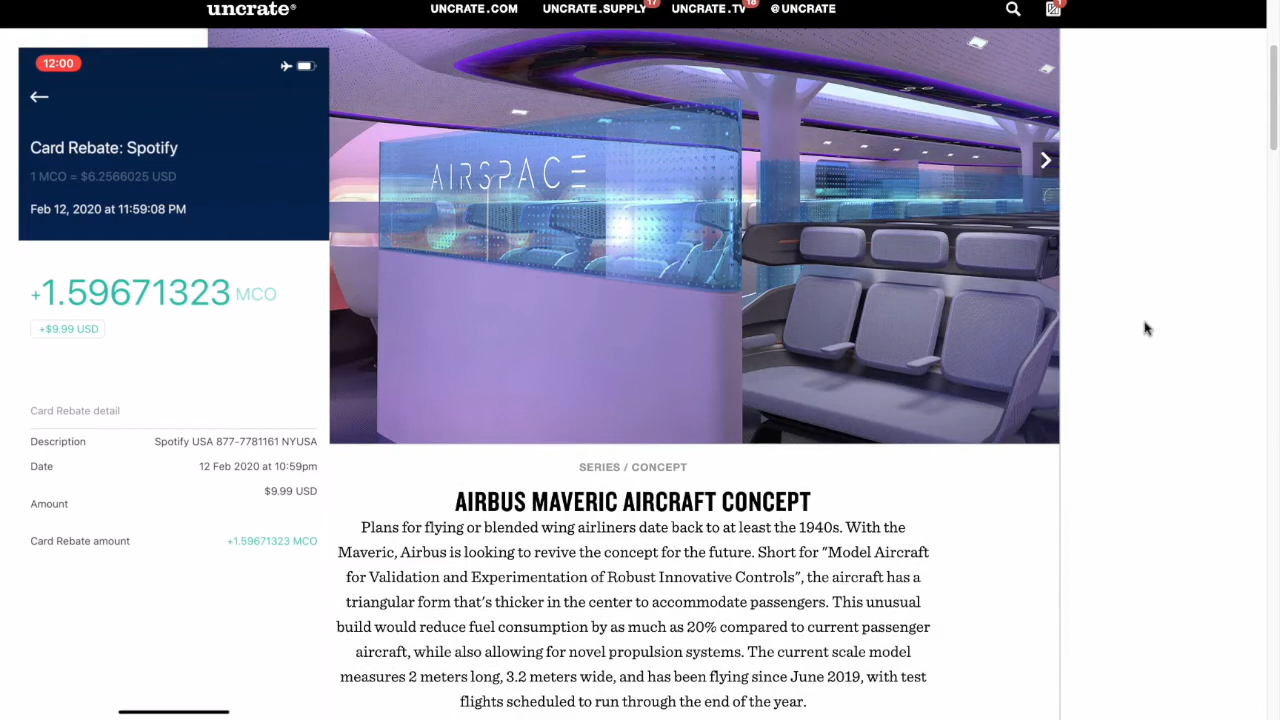 uncrate®
UNCRATE.COM
UNCRATE.SUPPLY
17
UNCRATE.TV
18
@UNCRATE
1
12:00
Card Rebate: Spotify
1 MCO = $6.2566025 USD
Feb 12, 2020 at 11:59:08 PM
+1.59671323 MCO
+$9.99 USD
Card Rebate detail
Description Spotify USA 877-7781161 NYUSA
Date 12 Feb 2020 at 10:59pm
Amount $9.99 USD
Card Rebate amount +1.59671323 MCO
AIRSPACE
SERIES / CONCEPT
AIRBUS MAVERIC AIRCRAFT CONCEPT
Plans for flying or blended wing airliners date back to at least the 1940s. With the
Maveric, Airbus is looking to revive the concept for the future. Short for "Model Aircraft
for Validation and Experimentation of Robust Innovative Controls", the aircraft has a
triangular form that's thicker in the center to accommodate passengers. This unusual
build would reduce fuel consumption by as much as 20% compared to current passenger
aircraft, while also allowing for novel propulsion systems. The current scale model
measures 2 meters long, 3.2 meters wide, and has been flying since June 2019, with test
flights scheduled to run through the end of the year.